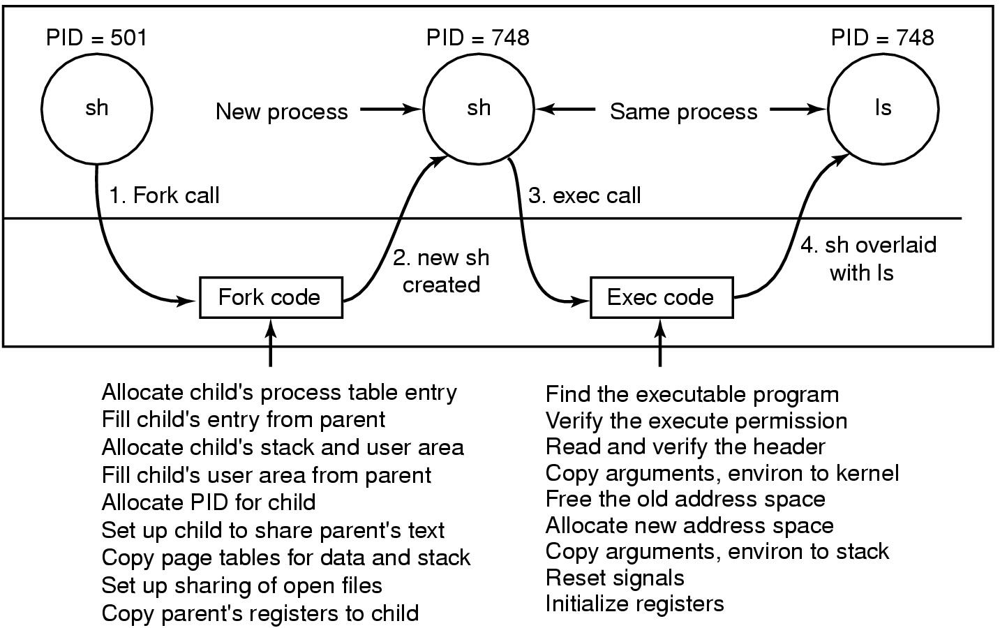 PID = 501
PID = 748
PID = 748
sh
New process
sh
Same process
ls
1. Fork call
3. exec call
2. new sh
created
4. sh overlaid
with ls
Fork code
Exec code
Allocate child's process table entry
Fill child's entry from parent
Allocate child's stack and user area
Fill child's user area from parent
Allocate PID for child
Set up child to share parent's text
Copy page tables for data and stack
Set up sharing of open files
Copy parent's registers to child
Find the executable program
Verify the execute permission
Read and verify the header
Copy arguments, environ to kernel
Free the old address space
Allocate new address space
Copy arguments, environ to stack
Reset signals
Initialize registers